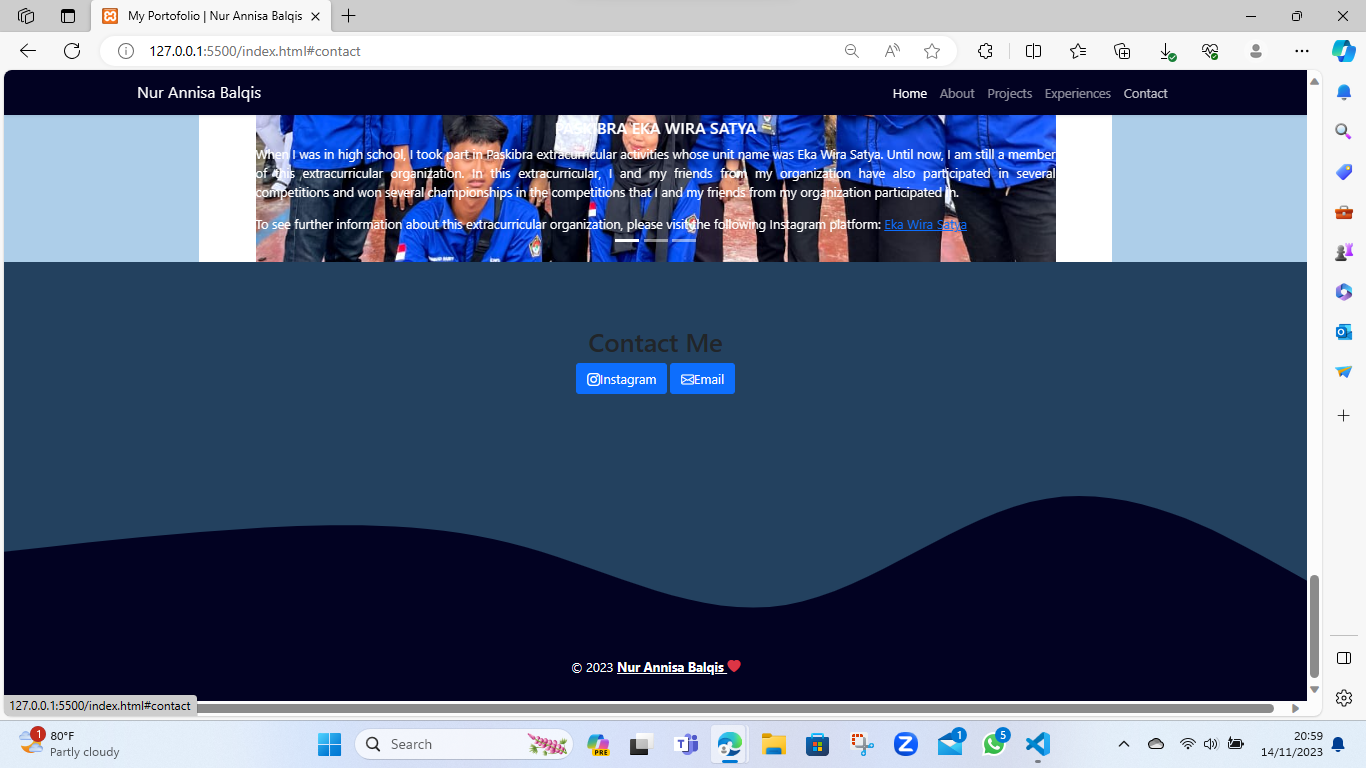 My Portofolio | Nur Annisa Balqis
127.0.0.1:5500/index.html#contact
Nur Annisa Balqis
Home About Projects Experiences Contact
PASKIBRA EKA WIRA SATYA
When I was in high school, I took part in Paskibra extracurricular activities whose unit name was Eka Wira Satya. Until now, I am still a member
of this extracurricular organization. In this extracurricular, I and my friends from my organization have also participated in several
competitions and won several championships in the competitions that I and my friends from my organization participated in.
To see further information about this extracurricular organization, please visit the following Instagram platform: Eka Wira Satya
Contact Me
Instagram Email
© 2023 Nur Annisa Balqis
127.0.0.1:5500/index.html#contact
1
80°F
Partly cloudy
Search
PRE
1
5
20:59
14/11/2023